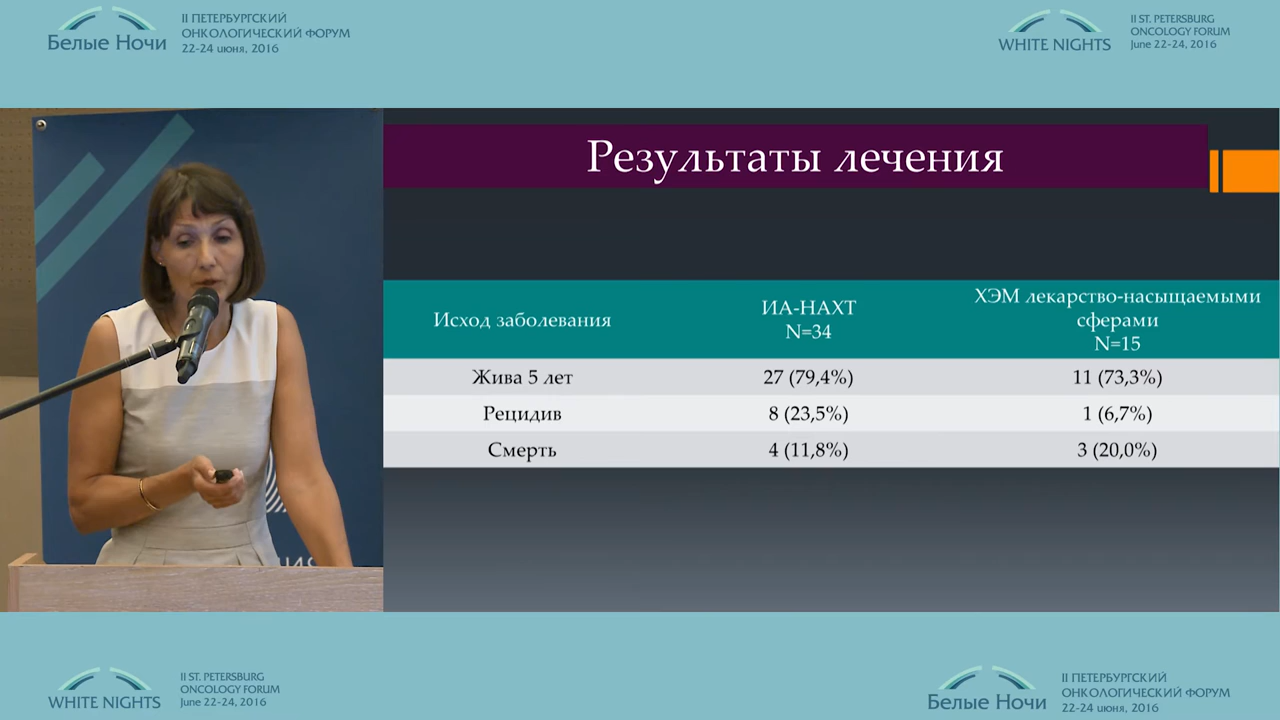 Белые Ночи
II ПЕТЕРБУРГСКИЙ
ОНКОЛОГИЧЕСКИЙ ФОРУМ
22-24 июня, 2016
WHITE NIGHTS
II ST. PETERSBURG
ONCOLOGY FORUM
June 22-24, 2016
Результаты лечения
Исход заболевания
ИА-НАХТ
N=34
ХЭМ лекарство-насыщаемыми
сферами
N=15
Жива 5 лет 27 (79,4%) 11 (73,3%)
Рецидив 8 (23,5%) 1 (6,7%)
Смерть 4 (11,8%) 3 (20,0%)
WHITE NIGHTS
II ST. PETERSBURG
ONCOLOGY FORUM
June 22-24, 2016
Белые Ночи
II ПЕТЕРБУРГСКИЙ
ОНКОЛОГИЧЕСКИЙ ФОРУМ
22-24 июня, 2016